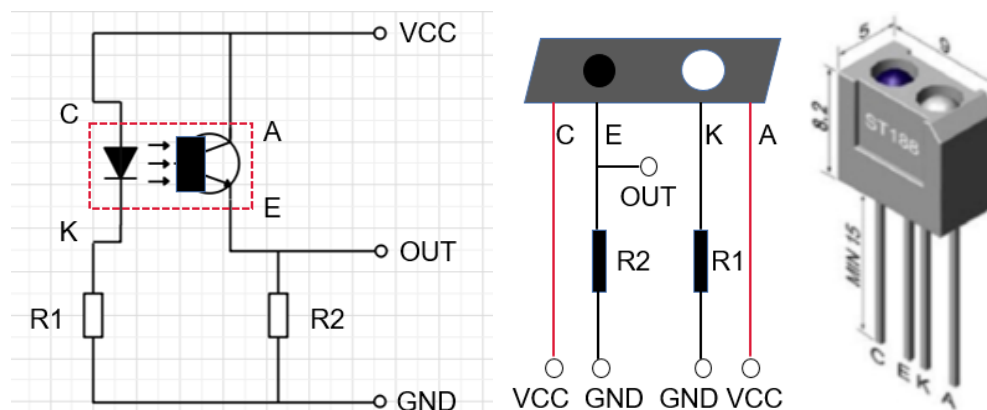 VCC
C
A
E
K
OUT
R1
R2
GND
C
E
K
A
OUT
R2
R1
VCC
GND
GND
VCC
5
9
8.2
ST188
MIN 15
C
E
K
A